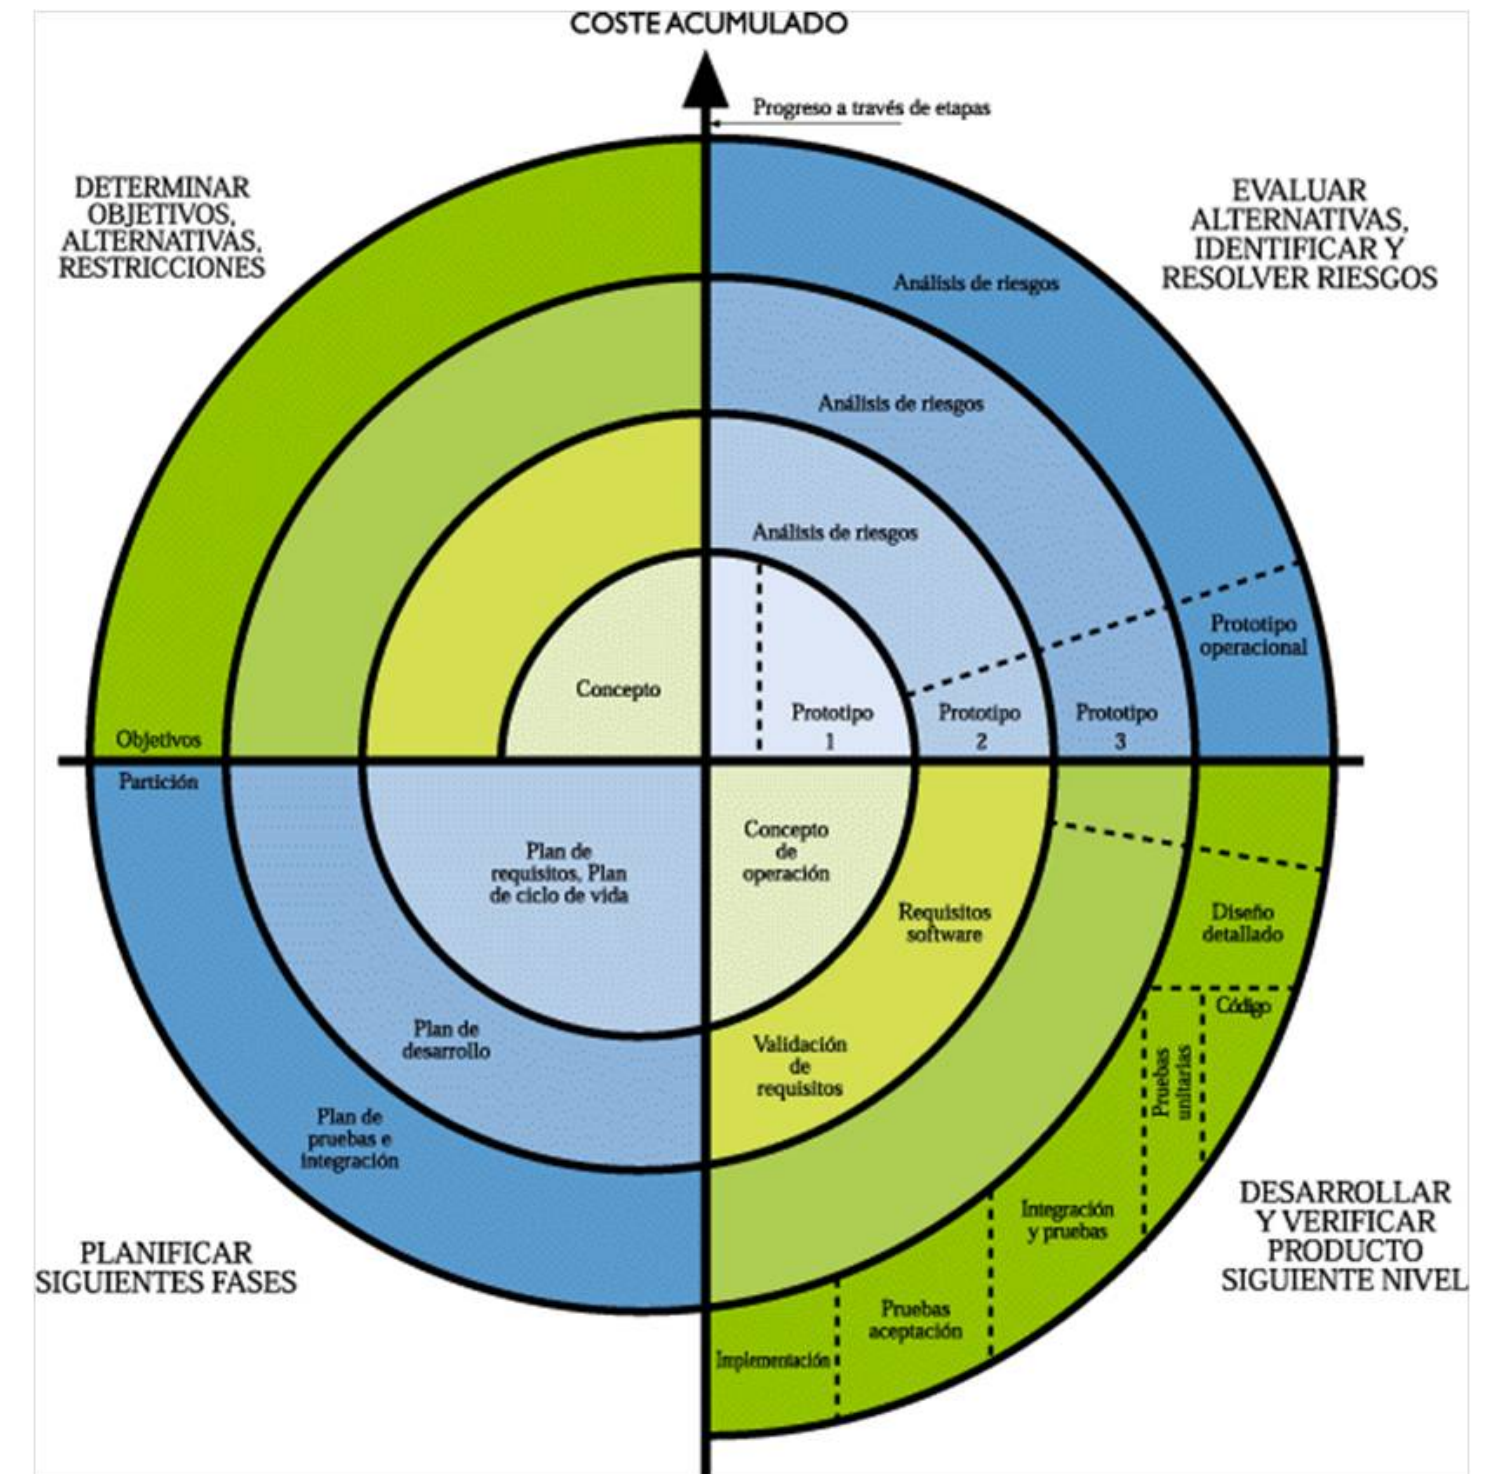 COSTE ACUMULADO
Progreso a través de etapas
DETERMINAR
OBJETIVOS,
ALTERNATIVAS,
RESTRICCIONES
EVALUAR
ALTERNATIVAS,
IDENTIFICAR Y
RESOLVER RIESGOS
Análisis de riesgos
Análisis de riesgos
Análisis de riesgos
Prototipo
operacional
Concepto
Prototipo
1
Prototipo
2
Prototipo
3
Objetivos
Partición
Plan de
requisitos, Plan
de ciclo de vida
Concepto
de
operación
Requisitos
software
Diseño
detallado
Código
Pruebas
unitarias
Plan de
desarrollo
Validación
de
requisitos
Plan de
pruebas e
integración
Integración
y pruebas
Pruebas
aceptación
Implementación
PLANIFICAR
SIGUIENTES FASES
DESARROLLAR
Y VERIFICAR
PRODUCTO
SIGUIENTE NIVEL